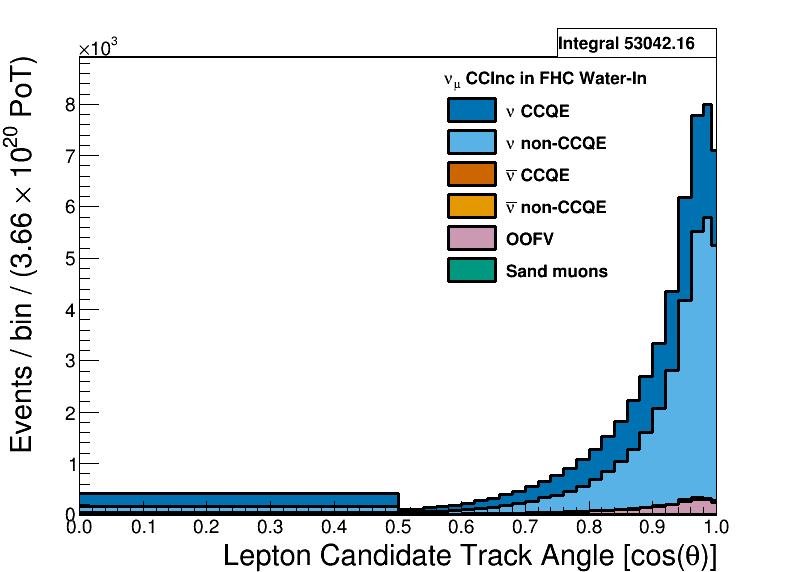 ×10³
Integral 53042.16
Events / bin / (3.66 × 10²⁰ PoT)
ν_μ CCInc in FHC Water-In
ν CCQE
ν non-CCQE
ν̅ CCQE
ν̅ non-CCQE
OOFV
Sand muons
8
7
6
5
4
3
2
1
0
0.0 0.1 0.2 0.3 0.4 0.5 0.6 0.7 0.8 0.9 1.0
Lepton Candidate Track Angle [cos(θ)]